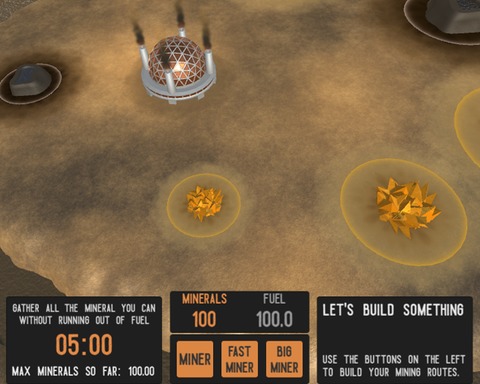 GATHER ALL THE MINERAL YOU CAN
WITHOUT RUNNING OUT OF FUEL
05:00
MAX MINERALS SO FAR: 100.00
MINERALS
FUEL
100
100.0
MINER
FAST
MINER
BIG
MINER
LET'S BUILD SOMETHING
USE THE BUTTONS ON THE LEFT
TO BUILD YOUR MINING ROUTES.